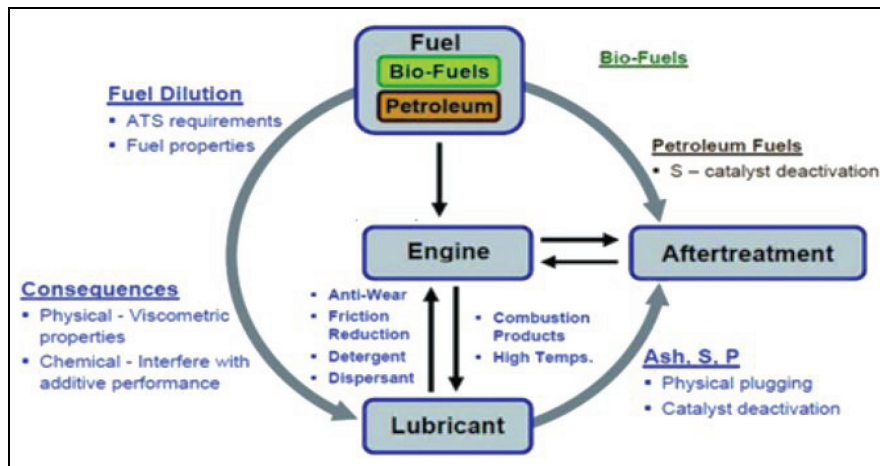 Fuel
Bio-Fuels
Petroleum
Bio-Fuels
Fuel Dilution
• ATS requirements
• Fuel properties
Petroleum Fuels
• S – catalyst deactivation
Engine
Aftertreatment
Consequences
• Physical - Viscometric
properties
• Chemical - Interfere with
additive performance
• Anti-Wear
• Friction
Reduction
• Detergent
• Dispersant
• Combustion
Products
• High Temps.
Ash, S, P
• Physical plugging
• Catalyst deactivation
Lubricant